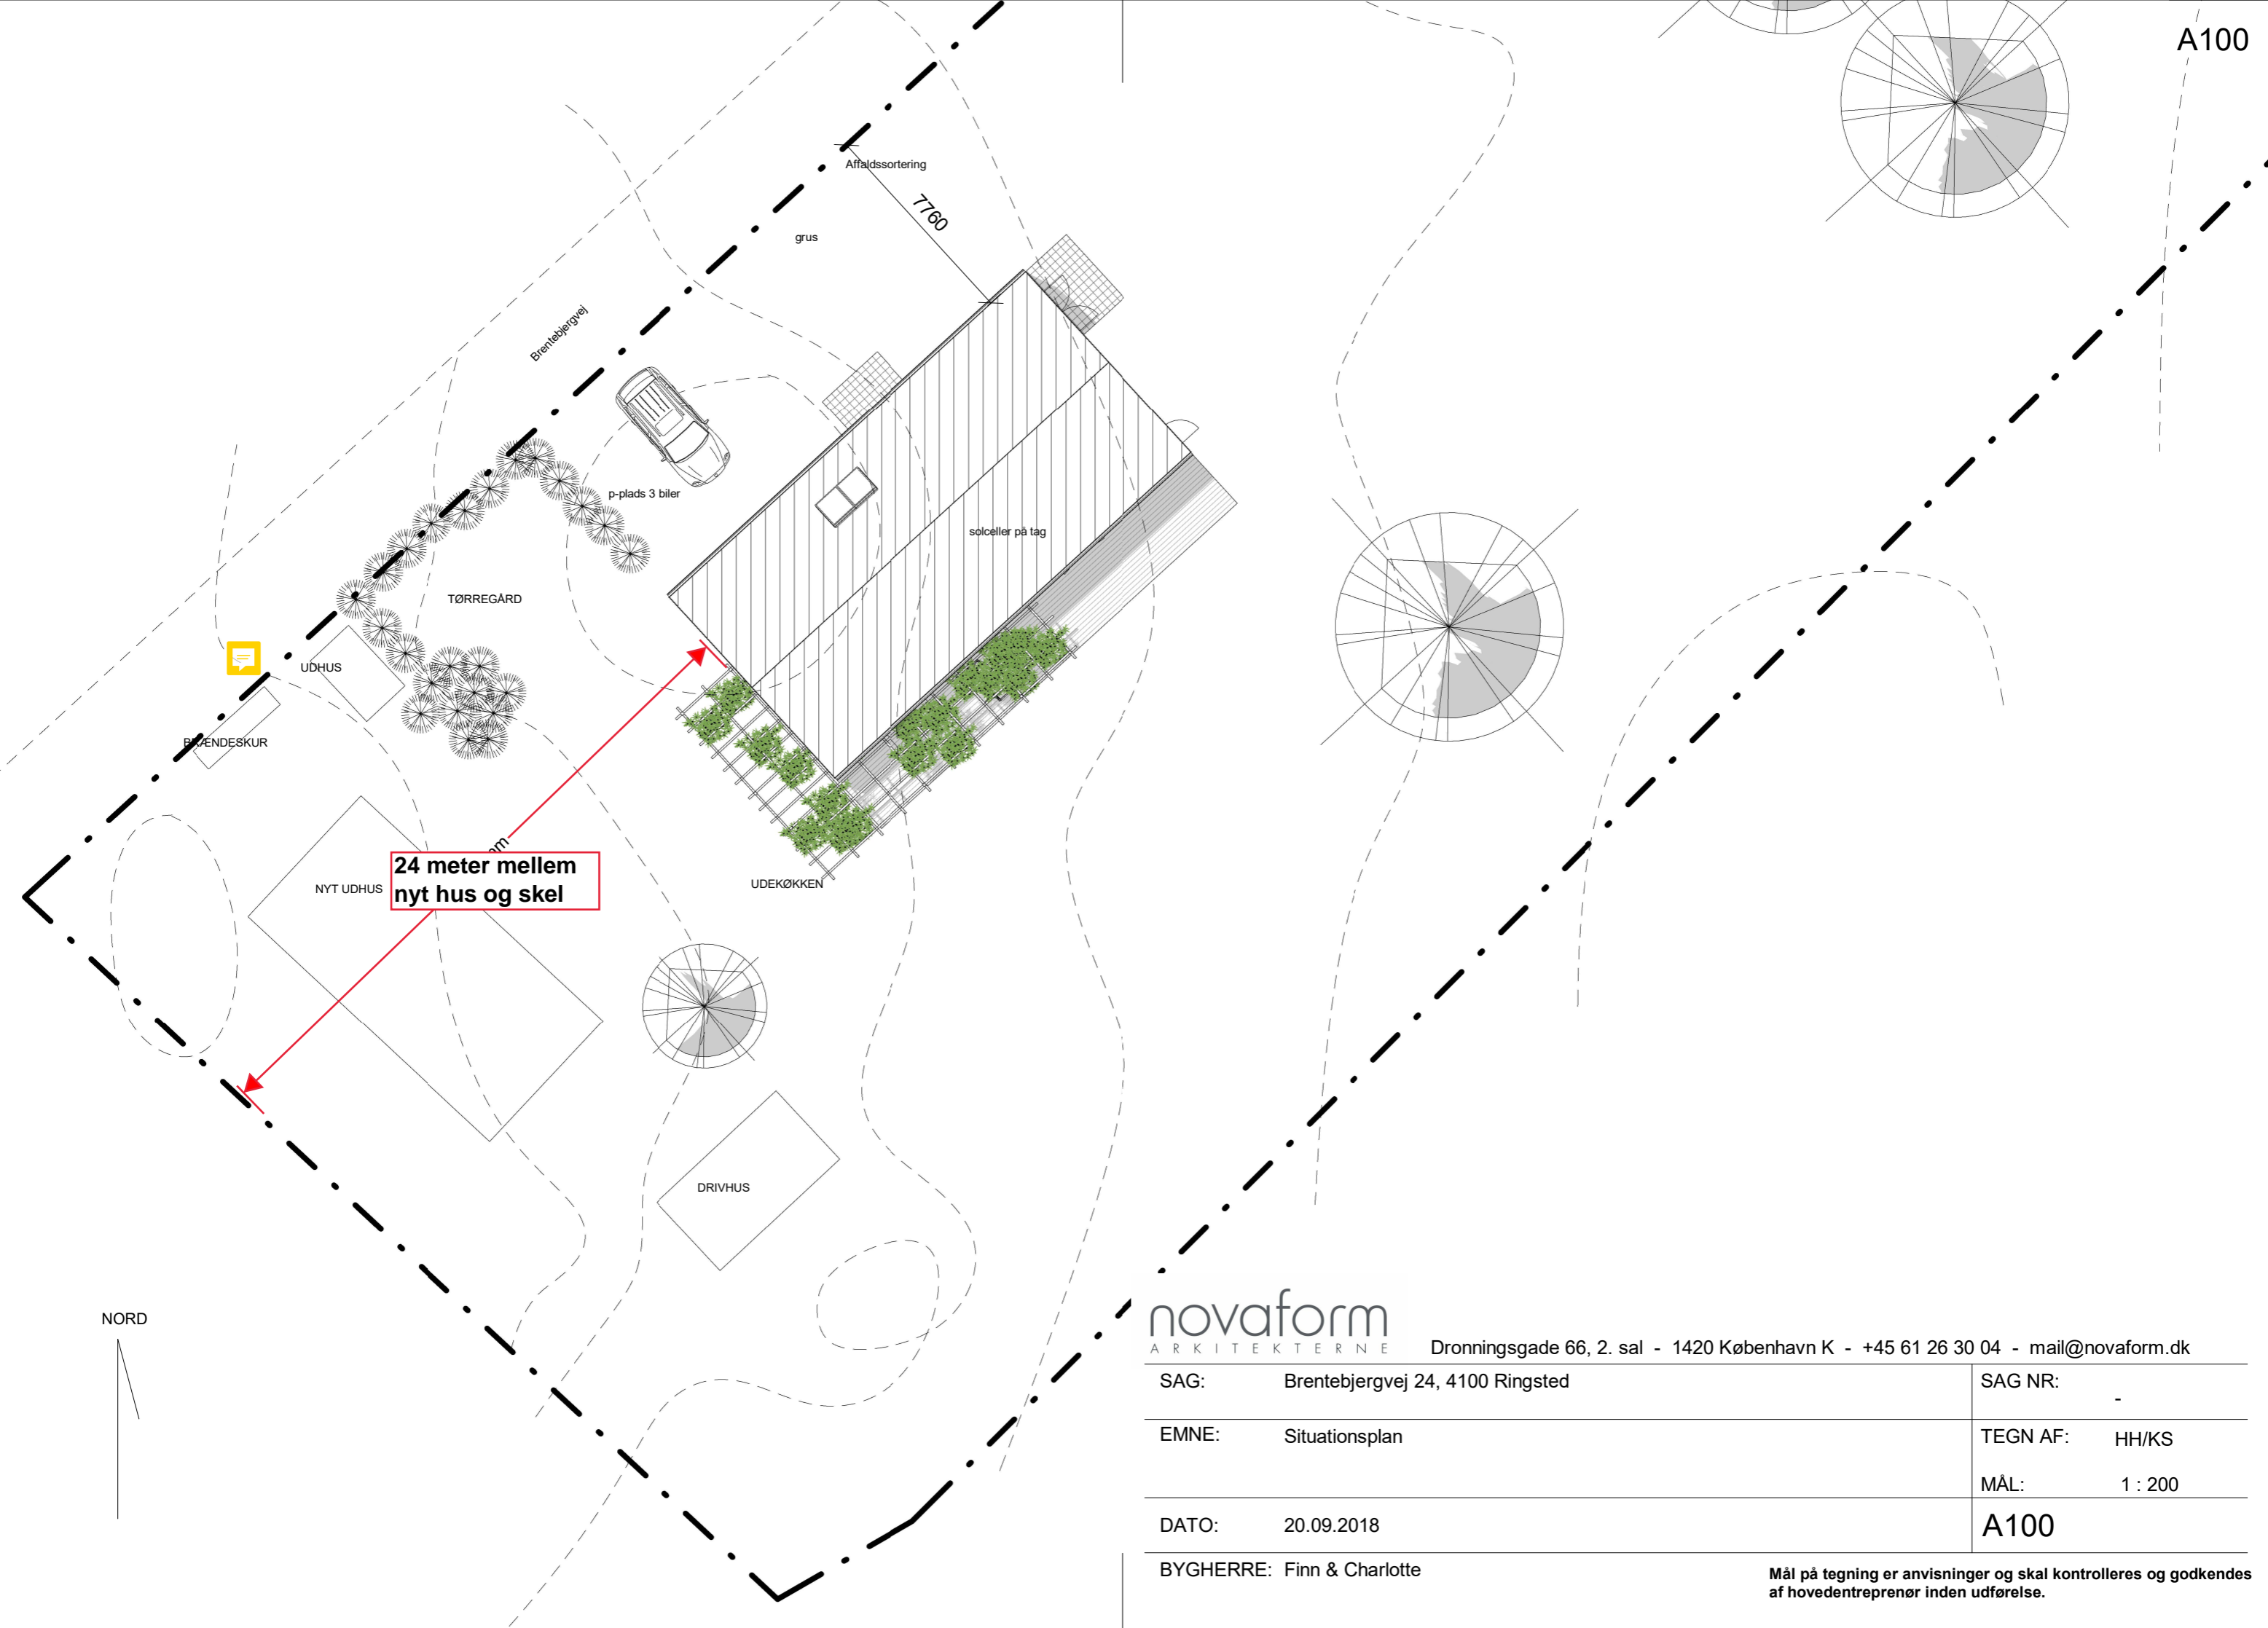 A100
Affaldssortering
7760
grus
Brentebjergvej
p-plads 3 biler
solceller på tag
TØRREGÅRD
UDHUS
BRÆNDESKUR
24 meter mellem
nyt hus og skel
NYT UDHUS
UDEKØKKEN
DRIVHUS
NORD
novaform
ARKITEKTERNE
Dronningsgade 66, 2. sal - 1420 København K - +45 61 26 30 04 - mail@novaform.dk
SAG: Brentebjergvej 24, 4100 Ringsted
SAG NR: -
EMNE: Situationsplan
TEGN AF: HH/KS
MÅL: 1 : 200
DATO: 20.09.2018
A100
BYGHERRE: Finn & Charlotte
Mål på tegning er anvisninger og skal kontrolleres og godkendes
af hovedentreprenør inden udførelse.